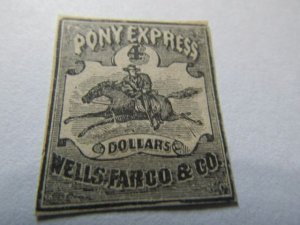 PONY EXPRESS
4
DOLLARS
WELLS, FARGO & CO.